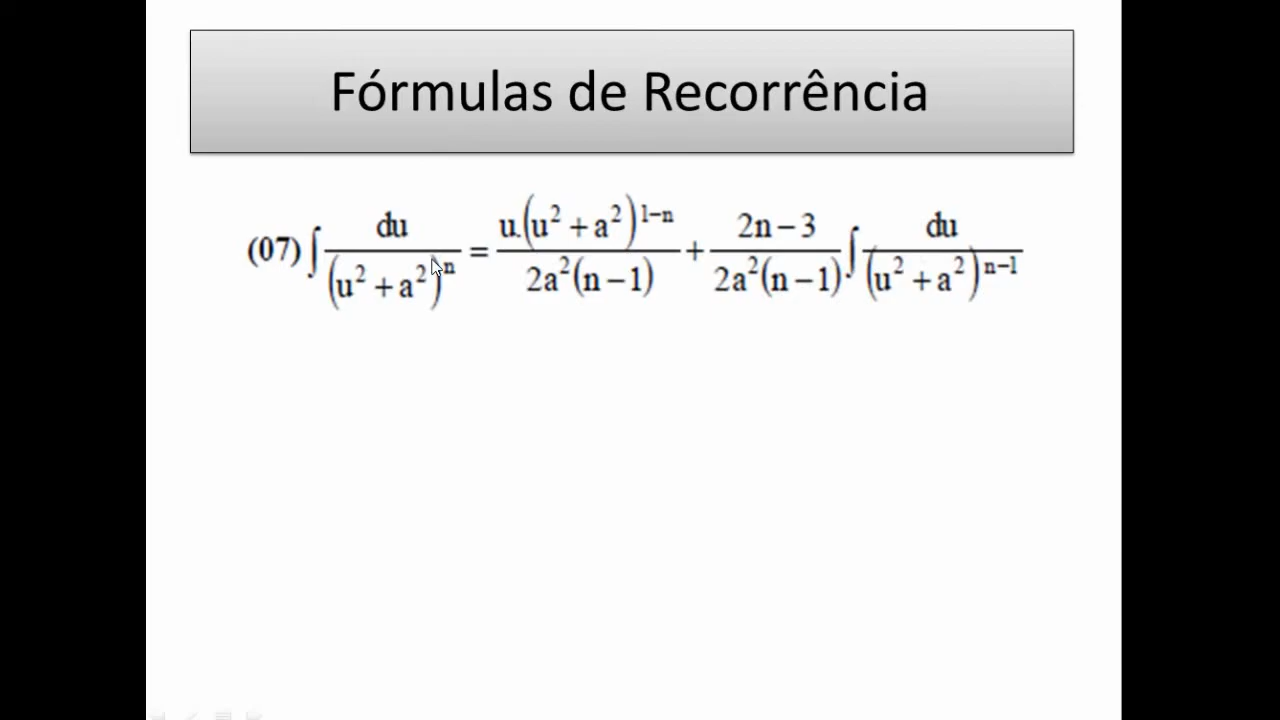 Fórmulas de Recorrência
(07) ∫ du/(u² + a²)ⁿ = u.(u² + a²)¹⁻ⁿ/2a²(n−1) + 2n−3/2a²(n−1) ∫ du/(u² + a²)ⁿ⁻¹